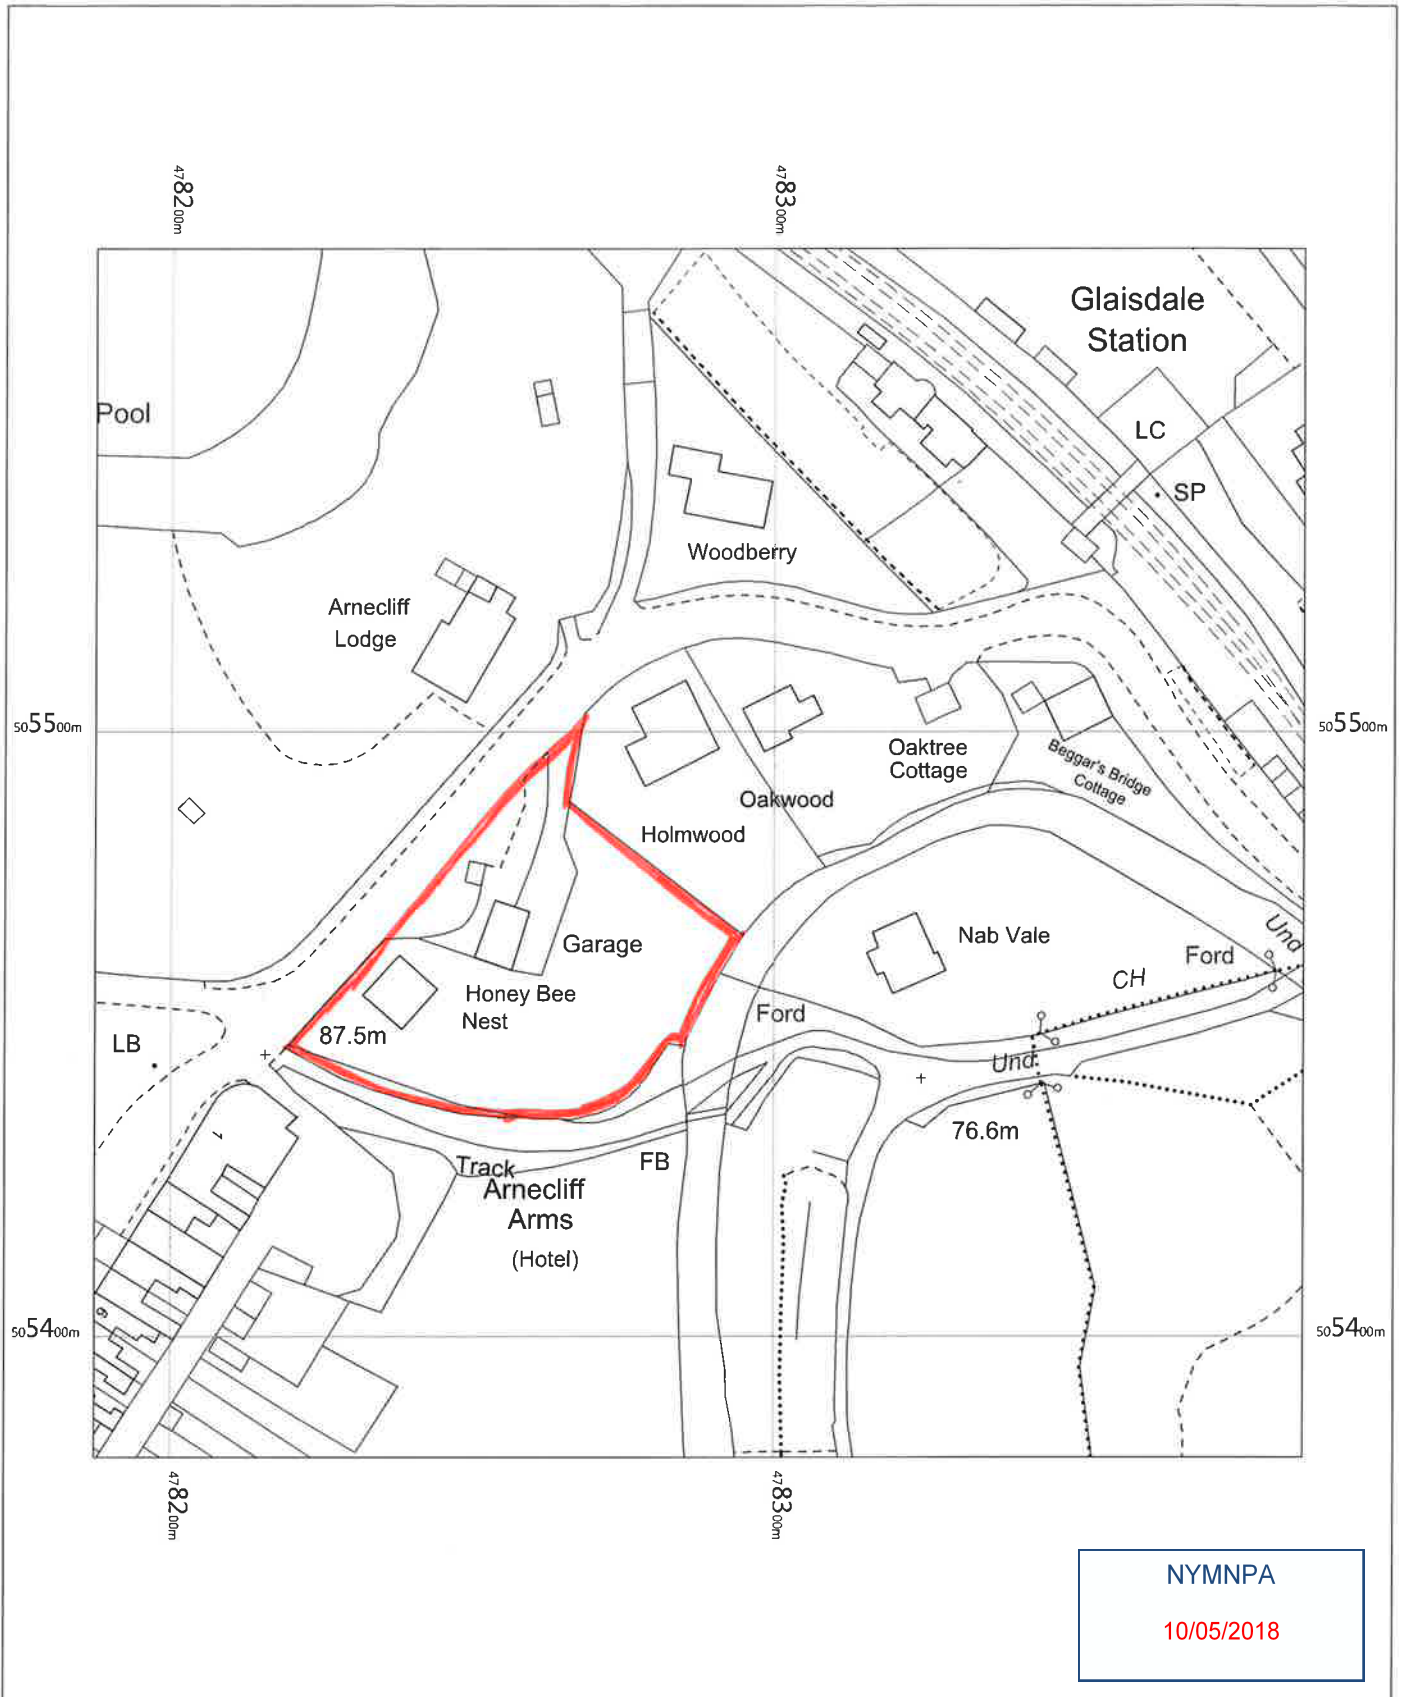 478200m
478300m
Glaisdale
Station
Pool
LC
SP
Woodberry
Arnecliff
Lodge
505500m
505500m
Oaktree
Cottage
Beggar's Bridge
Cottage
Oakwood
Holmwood
Garage
Nab Vale
Und
Ford
CH
Honey Bee
Nest
Ford
87.5m
LB
Und
76.6m
1
FB
Track
Arnecliff
Arms
(Hotel)
6
505400m
505400m
478200m
478300m
NYMNPA
10/05/2018